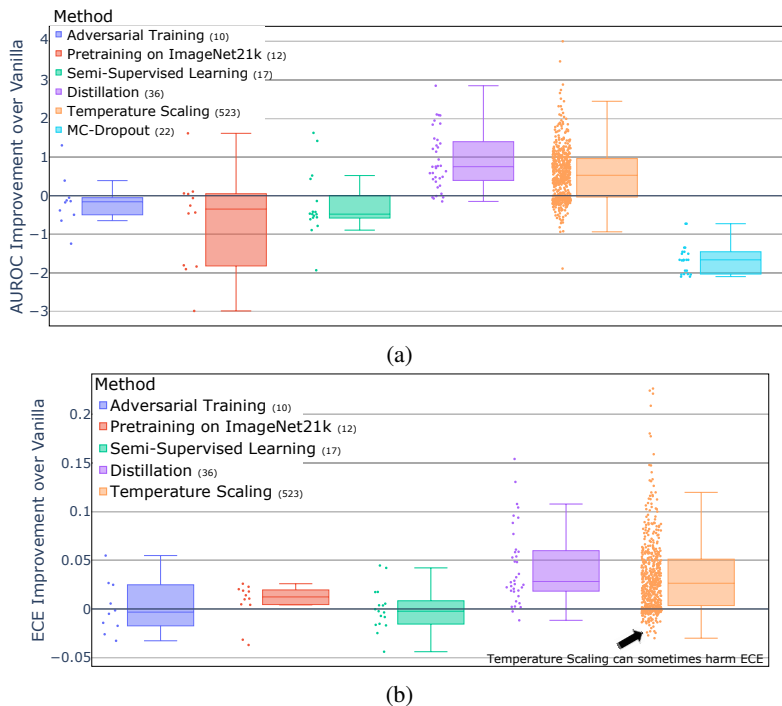 Method
Adversarial Training (10)
Pretraining on ImageNet21k (12)
Semi-Supervised Learning (17)
Distillation (36)
Temperature Scaling (523)
MC-Dropout (22)
AUROC Improvement over Vanilla
4
3
2
1
0
−1
−2
−3
(a)
Method
Adversarial Training (10)
Pretraining on ImageNet21k (12)
Semi-Supervised Learning (17)
Distillation (36)
Temperature Scaling (523)
ECE Improvement over Vanilla
0.2
0.15
0.1
0.05
0
−0.05
Temperature Scaling can sometimes harm ECE
(b)